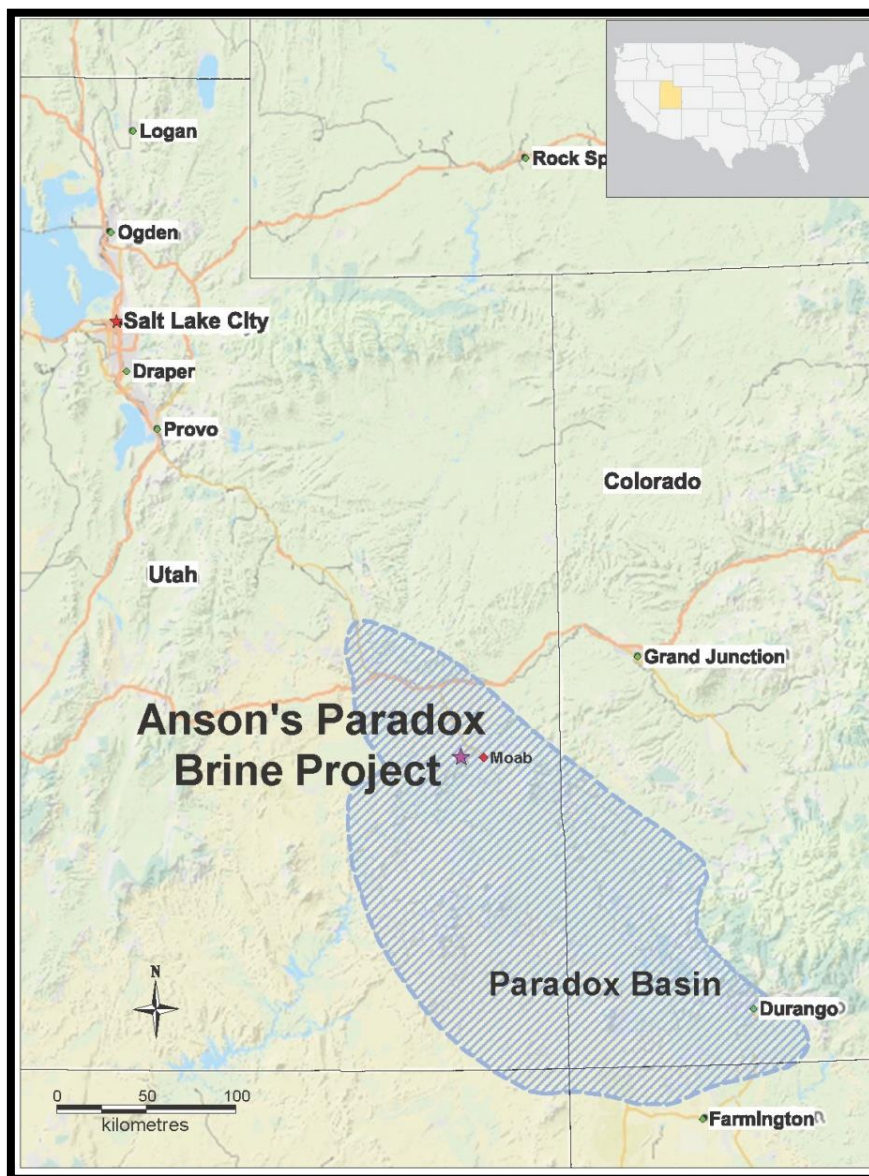 Logan
Rock Sp
Ogden
Salt Lake City
Draper
Provo
Colorado
Utah
Grand Junction
Anson's Paradox
Brine Project
Moab
Paradox Basin
N
Durango
0 50 100
kilometres
Farmington